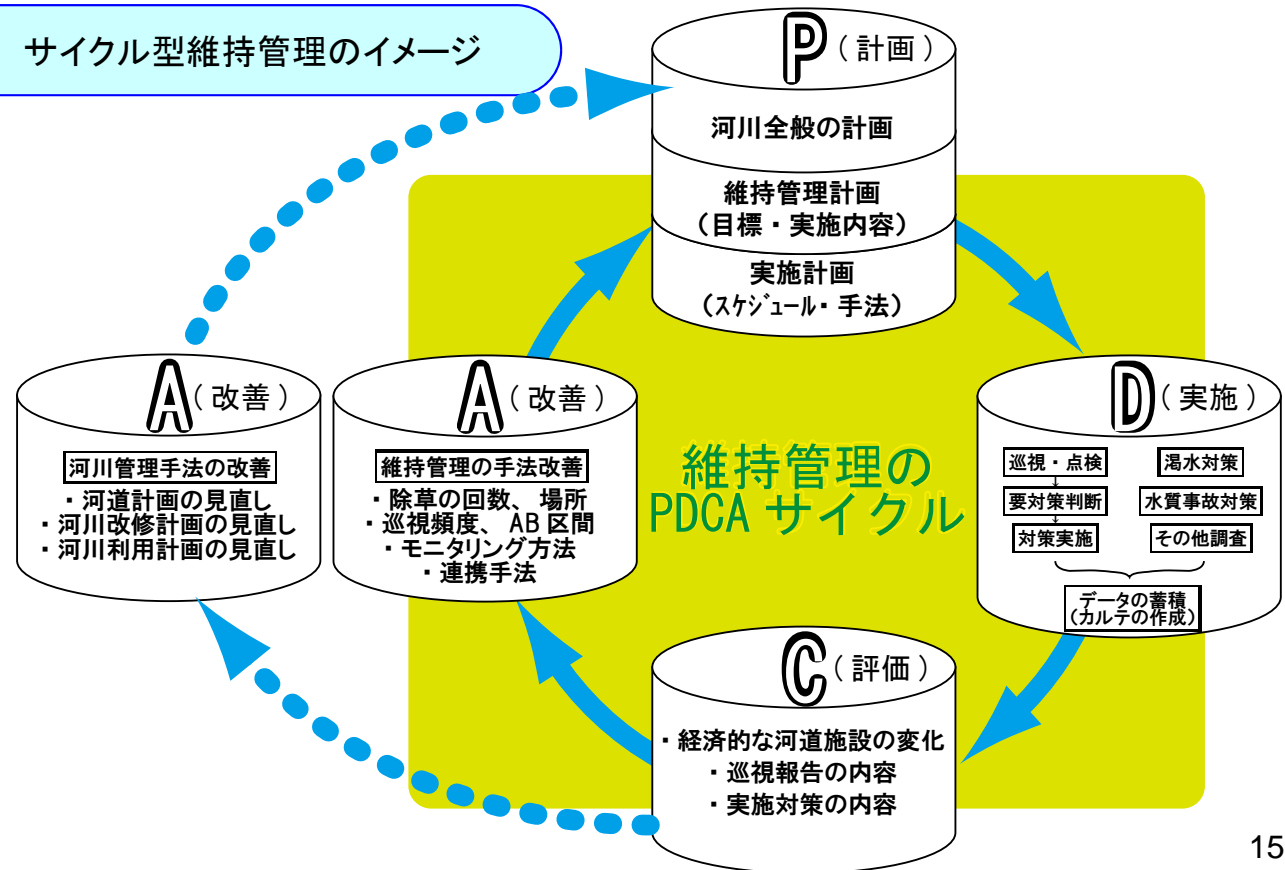 サイクル型維持管理のイメージ
P（計画）
河川全般の計画
維持管理計画
（目標・実施内容）
実施計画
（ｽｹｼﾞｭｰﾙ・手法）
A（改善）
河川管理手法の改善
・河道計画の見直し
・河川改修計画の見直し
・河川利用計画の見直し
A（改善）
維持管理の手法改善
・除草の回数、場所
・巡視頻度、AB区間
・モニタリング方法
・連携手法
維持管理の
PDCAサイクル
D（実施）
巡視・点検
↓
要対策判断
↓
対策実施
渇水対策
水質事故対策
その他調査
データの蓄積
（カルテの作成）
C（評価）
・経済的な河道施設の変化
・巡視報告の内容
・実施対策の内容
15